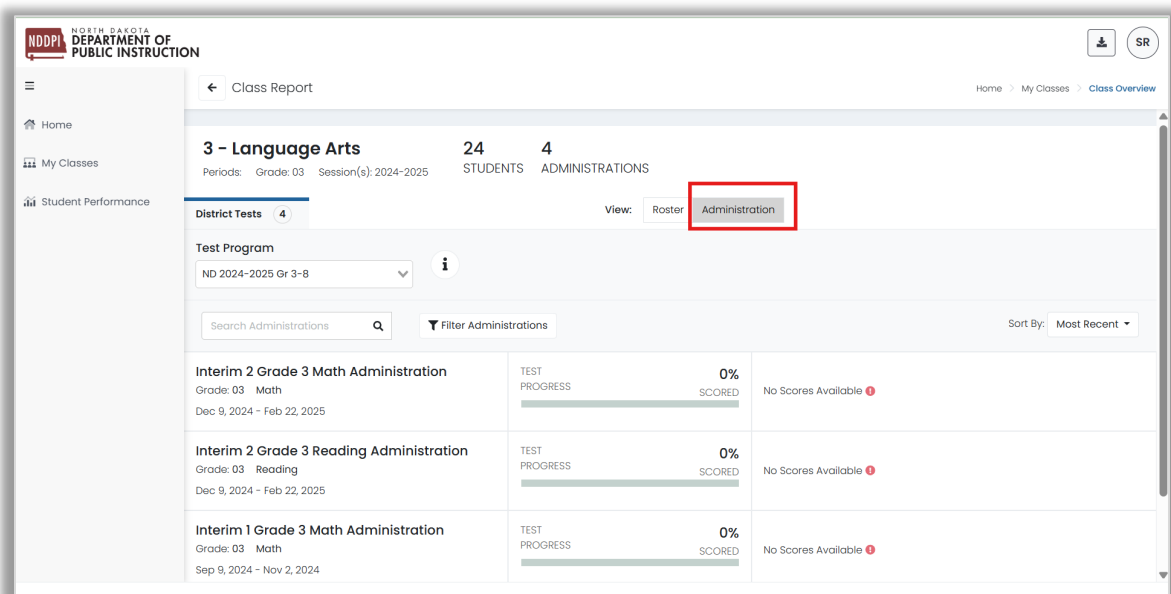 NDDPI
NORTH DAKOTA
DEPARTMENT OF
PUBLIC INSTRUCTION
SR
Class Report
Home > My Classes > Class Overview
Home
My Classes
Student Performance
3 - Language Arts
Periods: Grade: 03 Session(s): 2024-2025
24
STUDENTS
4
ADMINISTRATIONS
District Tests 4
View: Roster Administration
Test Program
ND 2024-2025 Gr 3-8
i
Search Administrations
Filter Administrations
Sort By: Most Recent
Interim 2 Grade 3 Math Administration
Grade: 03 Math
Dec 9, 2024 - Feb 22, 2025
TEST
PROGRESS
0%
SCORED
No Scores Available
Interim 2 Grade 3 Reading Administration
Grade: 03 Reading
Dec 9, 2024 - Feb 22, 2025
TEST
PROGRESS
0%
SCORED
No Scores Available
Interim 1 Grade 3 Math Administration
Grade: 03 Math
Sep 9, 2024 - Nov 2, 2024
TEST
PROGRESS
0%
SCORED
No Scores Available